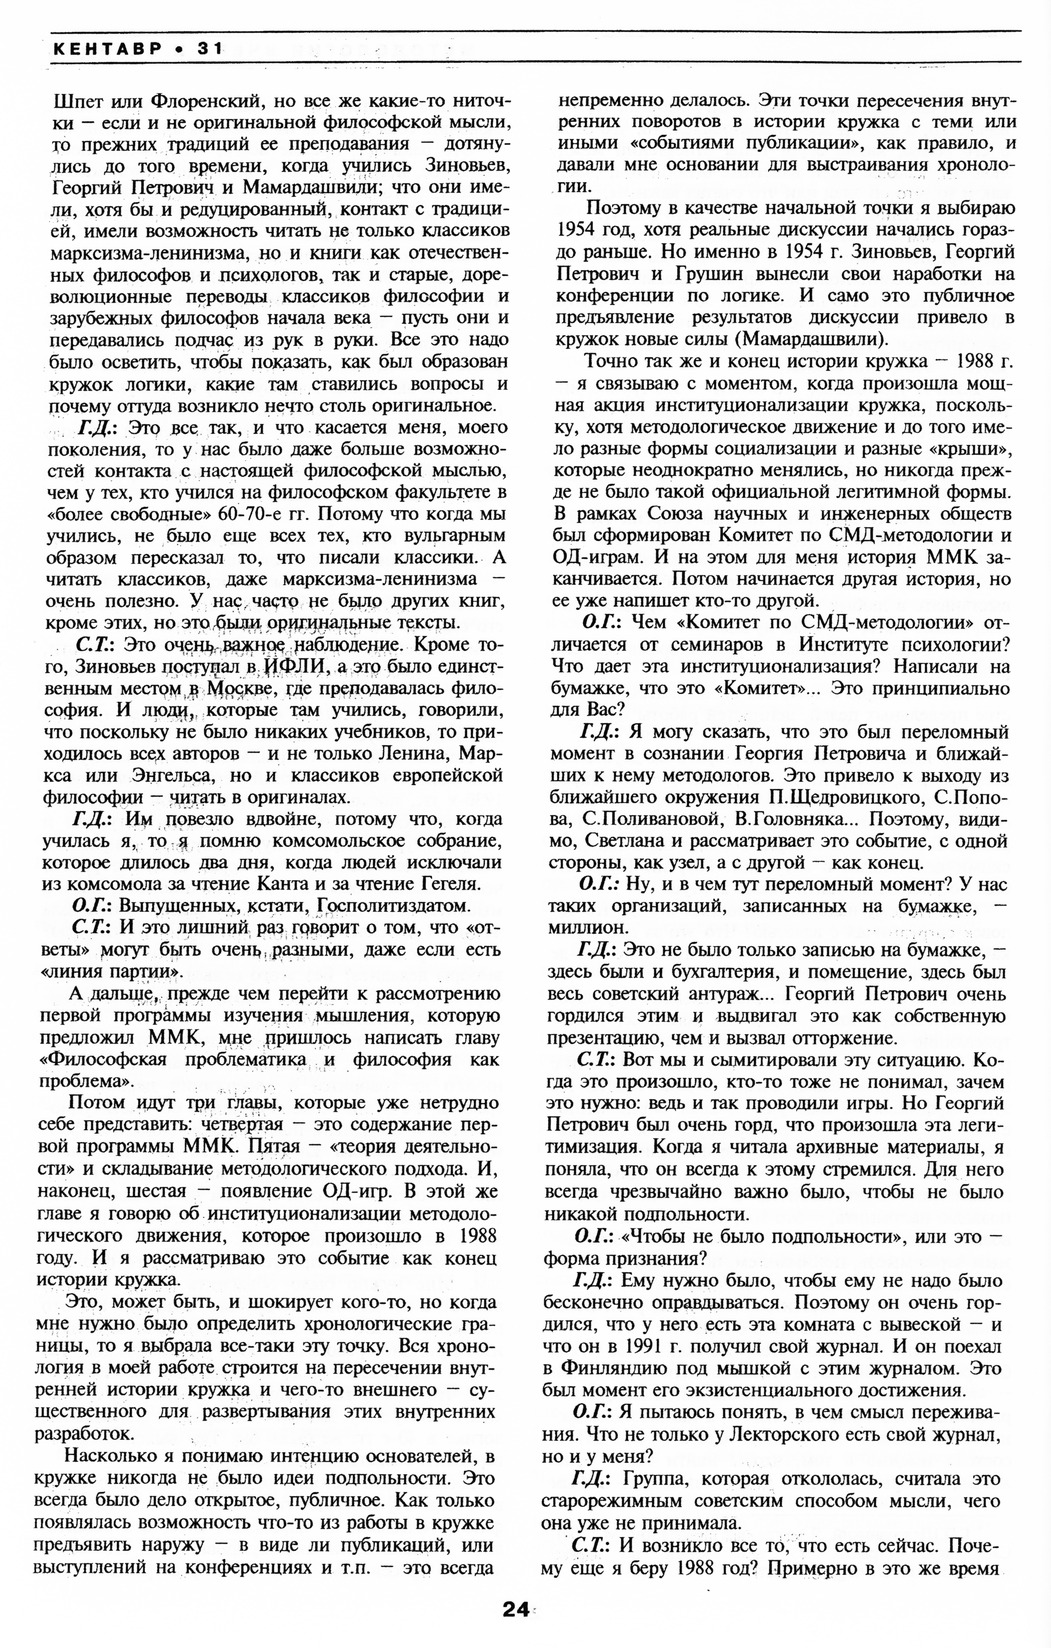 КЕНТАВР • 31
Шпет или Флоренский, но все же какие-то ниточ-
ки — если и не оригинальной философской мысли,
то прежних традиций ее преподавания — дотяну-
лись до того времени, когда учились Зиновьев,
Георгий Петрович и Мамардашвили; что они име-
ли, хотя бы и редуцированный, контакт с традици-
ей, имели возможность читать не только классиков
марксизма-ленинизма, но и книги как отечествен-
ных философов и психологов, так и старые, доре-
волюционные переводы классиков философии и
зарубежных философов начала века — пусть они и
передавались подчас из рук в руки. Все это надо
было осветить, чтобы показать, как был образован
кружок логики, какие там ставились вопросы и
почему оттуда возникло нечто столь оригинальное.
Г.Д.: Это все так, и что касается меня, моего
поколения, то у нас было даже больше возможно-
стей контакта с настоящей философской мыслью,
чем у тех, кто учился на философском факультете в
«более свободные» 60-70-е гг. Потому что когда мы
учились, не было еще всех тех, кто вульгарным
образом пересказал то, что писали классики. А
читать классиков, даже марксизма-ленинизма —
очень полезно. У нас часто не было других книг,
кроме этих, но это были оригинальные тексты.
С.Т.: Это очень важное наблюдение. Кроме то-
го, Зиновьев поступал в ИФЛИ, а это было единст-
венным местом в Москве, где преподавалась фило-
софия. И люди, которые там учились, говорили,
что поскольку не было никаких учебников, то при-
ходилось всех авторов — и не только Ленина, Мар-
кса или Энгельса, но и классиков европейской
философии — читать в оригиналах.
Г.Д.: Им повезло вдвойне, потому что, когда
училась я, то я помню комсомольское собрание,
которое длилось два дня, когда людей исключали
из комсомола за чтение Канта и за чтение Гегеля.
О.Г.: Выпущенных, кстати, Госполитиздатом.
С.Т.: И это лишний раз говорит о том, что «от-
веты» могут быть очень разными, даже если есть
«линия партии».
А дальше, прежде чем перейти к рассмотрению
первой программы изучения мышления, которую
предложил ММК, мне пришлось написать главу
«Философская проблематика и философия как
проблема».
Потом идут три главы, которые уже нетрудно
себе представить: четвертая — это содержание пер-
вой программы ММК. Пятая — «теория деятельно-
сти» и складывание методологического подхода. И,
наконец, шестая — появление ОД-игр. В этой же
главе я говорю об институционализации методоло-
гического движения, которое произошло в 1988
году. И я рассматриваю это событие как конец
истории кружка.
Это, может быть, и шокирует кого-то, но когда
мне нужно было определить хронологические гра-
ницы, то я выбрала все-таки эту точку. Вся хроно-
логия в моей работе строится на пересечении внут-
ренней истории кружка и чего-то внешнего — су-
щественного для развертывания этих внутренних
разработок.
Насколько я понимаю интенцию основателей, в
кружке никогда не было идеи подпольности. Это
всегда было дело открытое, публичное. Как только
появлялась возможность что-то из работы в кружке
предъявить наружу — в виде ли публикаций, или
выступлений на конференциях и т.п. — это всегда
непременно делалось. Эти точки пересечения внут-
ренних поворотов в истории кружка с теми или
иными «событиями публикации», как правило, и
давали мне основании для выстраивания хроноло-
гии.
Поэтому в качестве начальной точки я выбираю
1954 год, хотя реальные дискуссии начались гораз-
до раньше. Но именно в 1954 г. Зиновьев, Георгий
Петрович и Грушин вынесли свои наработки на
конференции по логике. И само это публичное
предъявление результатов дискуссии привело в
кружок новые силы (Мамардашвили).
Точно так же и конец истории кружка — 1988 г.
— я связываю с моментом, когда произошла мощ-
ная акция институционализации кружка, посколь-
ку, хотя методологическое движение и до того име-
ло разные формы социализации и разные «крыши»,
которые неоднократно менялись, но никогда преж-
де не было такой официальной легитимной формы.
В рамках Союза научных и инженерных обществ
был сформирован Комитет по СМД-методологии и
ОД-играм. И на этом для меня история ММК за-
канчивается. Потом начинается другая история, но
ее уже напишет кто-то другой.
О.Г.: Чем «Комитет по СМД-методологии» от-
личается от семинаров в Институте психологии?
Что дает эта институционализация? Написали на
бумажке, что это «Комитет»... Это принципиально
для Вас?
Г.Д.: Я могу сказать, что это был переломный
момент в сознании Георгия Петровича и ближай-
ших к нему методологов. Это привело к выходу из
ближайшего окружения П.Щедровицкого, С.Попо-
ва, С.Поливановой, В.Головняка... Поэтому, види-
мо, Светлана и рассматривает это событие, с одной
стороны, как узел, а с другой — как конец.
О.Г.: Ну, и в чем тут переломный момент? У нас
таких организаций, записанных на бумажке, —
миллион.
Г.Д.: Это не было только записью на бумажке, —
здесь были и бухгалтерия, и помещение, здесь был
весь советский антураж... Георгий Петрович очень
гордился этим и выдвигал это как собственную
презентацию, чем и вызвал отторжение.
С.Т.: Вот мы и сымитировали эту ситуацию. Ко-
гда это произошло, кто-то тоже не понимал, зачем
это нужно: ведь и так проводили игры. Но Георгий
Петрович был очень горд, что произошла эта леги-
тимизация. Когда я читала архивные материалы, я
поняла, что он всегда к этому стремился. Для него
всегда чрезвычайно важно было, чтобы не было
никакой подпольности.
О.Г.: «Чтобы не было подпольности», или это —
форма признания?
Г.Д.: Ему нужно было, чтобы ему не надо было
бесконечно оправдываться. Поэтому он очень гор-
дился, что у него есть эта комната с вывеской — и
что он в 1991 г. получил свой журнал. И он поехал
в Финляндию под мышкой с этим журналом. Это
был момент его экзистенциального достижения.
О.Г.: Я пытаюсь понять, в чем смысл пережива-
ния. Что не только у Лекторского есть свой журнал,
но и у меня?
Г.Д.: Группа, которая откололась, считала это
старорежимным советским способом мысли, чего
она уже не принимала.
С.Т.: И возникло все то, что есть сейчас. Поче-
му еще я беру 1988 год? Примерно в это же время
24